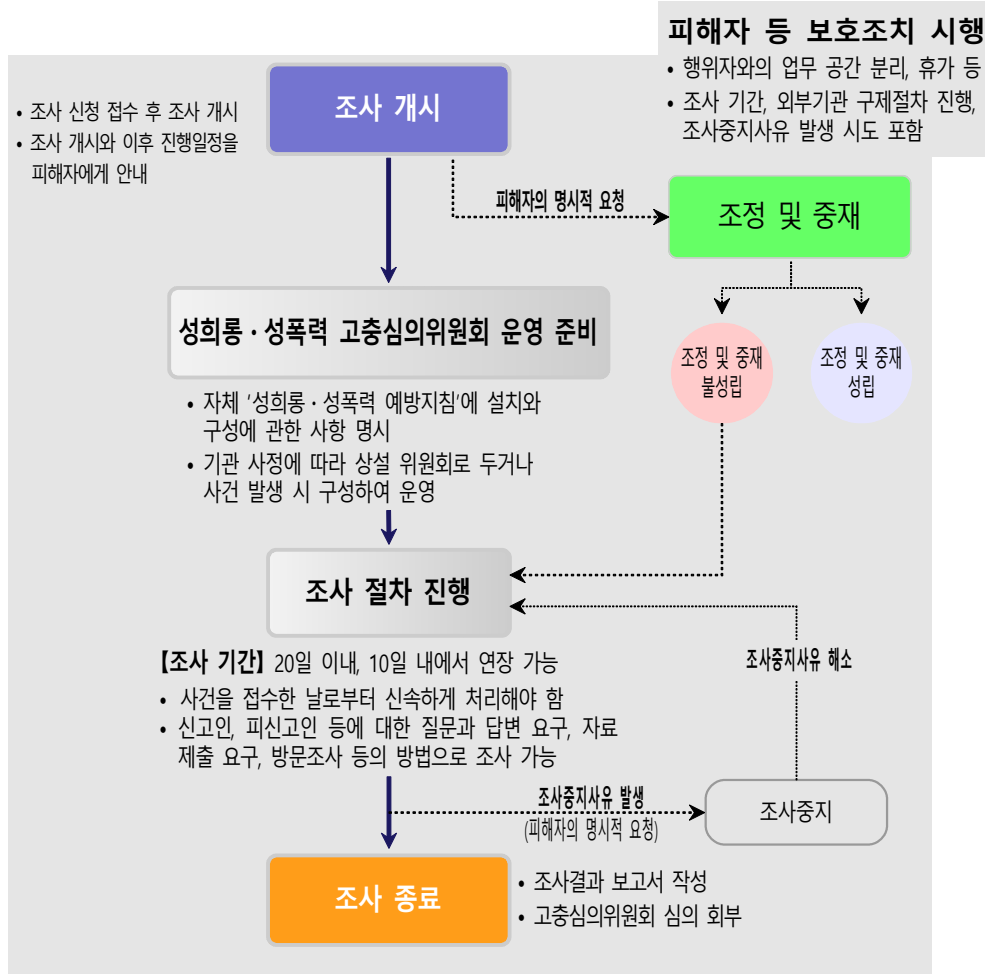 피해자 등 보호조치 시행
• 행위자와의 업무 공간 분리, 휴가 등
• 조사 기간, 외부기관 구제절차 진행,
조사중지사유 발생 시도 포함
조사 개시
• 조사 신청 접수 후 조사 개시
• 조사 개시와 이후 진행일정을
피해자에게 안내
피해자의 명시적 요청
조정 및 중재
성희롱·성폭력 고충심의위원회 운영 준비
조정 및 중재
불성립
조정 및 중재
성립
• 자체 '성희롱·성폭력 예방지침'에 설치와
구성에 관한 사항 명시
• 기관 사정에 따라 상설 위원회로 두거나
사건 발생 시 구성하여 운영
조사 절차 진행
【조사 기간】 20일 이내, 10일 내에서 연장 가능
조사중지사유 해소
• 사건을 접수한 날로부터 신속하게 처리해야 함
• 신고인, 피신고인 등에 대한 질문과 답변 요구, 자료
제출 요구, 방문조사 등의 방법으로 조사 가능
조사중지사유 발생
(피해자의 명시적 요청)
조사중지
조사 종료
• 조사결과 보고서 작성
• 고충심의위원회 심의 회부